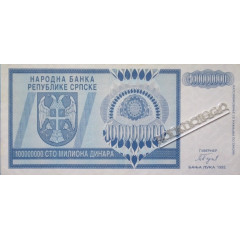 НАРОДНА БАНКА
РЕПУБЛИКЕ СРПСКЕ
100000000
100000000
100000000 СТО МИЛИОНА ДИНАРА
ГУВЕРНЕР
БАЊА ЛУКА 1993